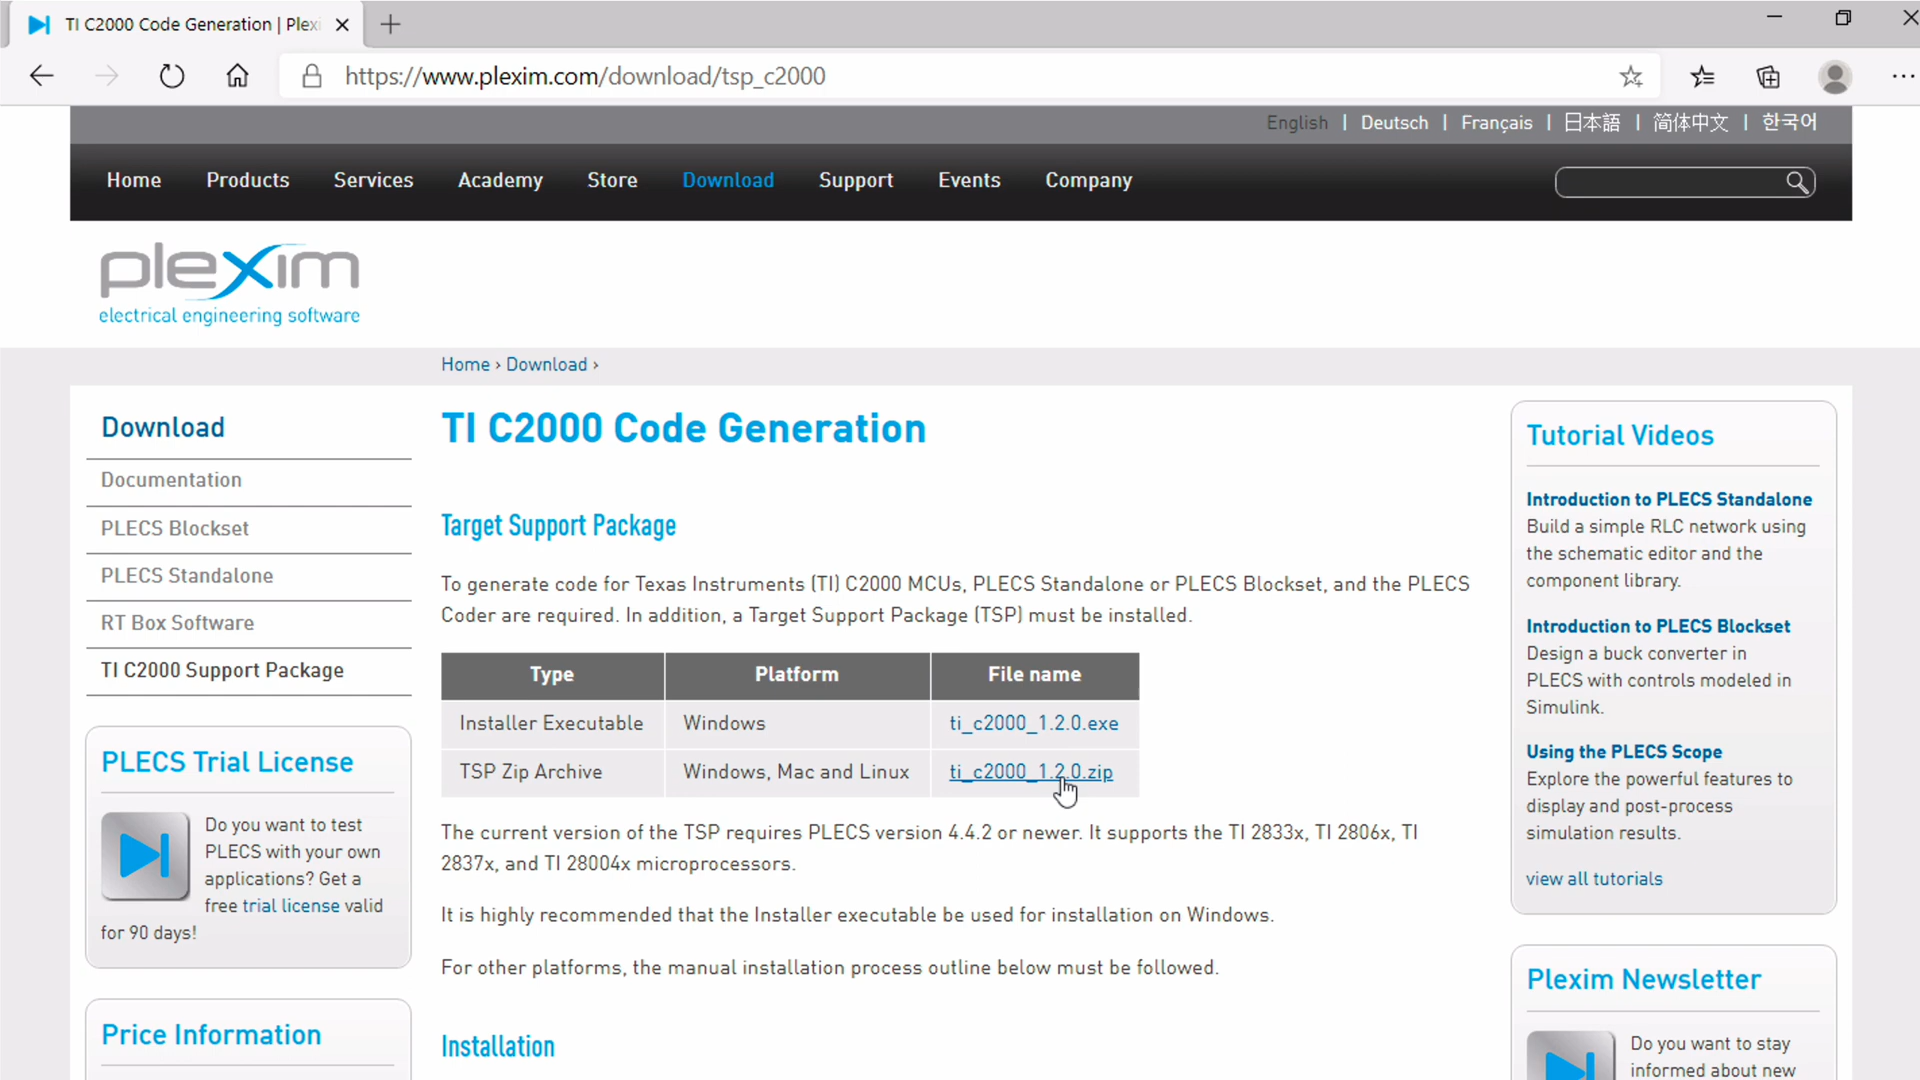 TI C2000 Code Generation | Plexi
https://www.plexim.com/download/tsp_c2000
English | Deutsch | Français | 日本語 | 简体中文 | 한국어
Home Products Services Academy Store Download Support Events Company
plexim
electrical engineering software
Home › Download ›
Download
Documentation
PLECS Blockset
PLECS Standalone
RT Box Software
TI C2000 Support Package
PLECS Trial License
Do you want to test
PLECS with your own
applications? Get a
free trial license valid
for 90 days!
Price Information
TI C2000 Code Generation
Target Support Package
To generate code for Texas Instruments (TI) C2000 MCUs, PLECS Standalone or PLECS Blockset, and the PLECS
Coder are required. In addition, a Target Support Package (TSP) must be installed.
Type Platform File name
Installer Executable Windows ti_c2000_1.2.0.exe
TSP Zip Archive Windows, Mac and Linux ti_c2000_1.2.0.zip
The current version of the TSP requires PLECS version 4.4.2 or newer. It supports the TI 2833x, TI 2806x, TI
2837x, and TI 28004x microprocessors.
It is highly recommended that the Installer executable be used for installation on Windows.
For other platforms, the manual installation process outline below must be followed.
Installation
Tutorial Videos
Introduction to PLECS Standalone
Build a simple RLC network using
the schematic editor and the
component library.
Introduction to PLECS Blockset
Design a buck converter in
PLECS with controls modeled in
Simulink.
Using the PLECS Scope
Explore the powerful features to
display and post-process
simulation results.
view all tutorials
Plexim Newsletter
Do you want to stay
informed about new